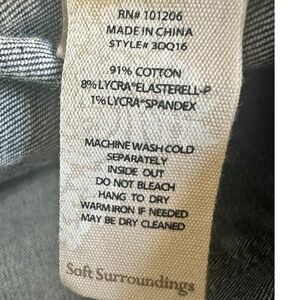 RN# 101206
MADE IN CHINA
STYLE# 3DQ16
91% COTTON
8% LYCRA®ELASTERELL-P
1% LYCRA®SPANDEX
MACHINE WASH COLD
SEPARATELY
INSIDE OUT
DO NOT BLEACH
HANG TO DRY
WARM IRON IF NEEDED
MAY BE DRY CLEANED
Soft Surroundings